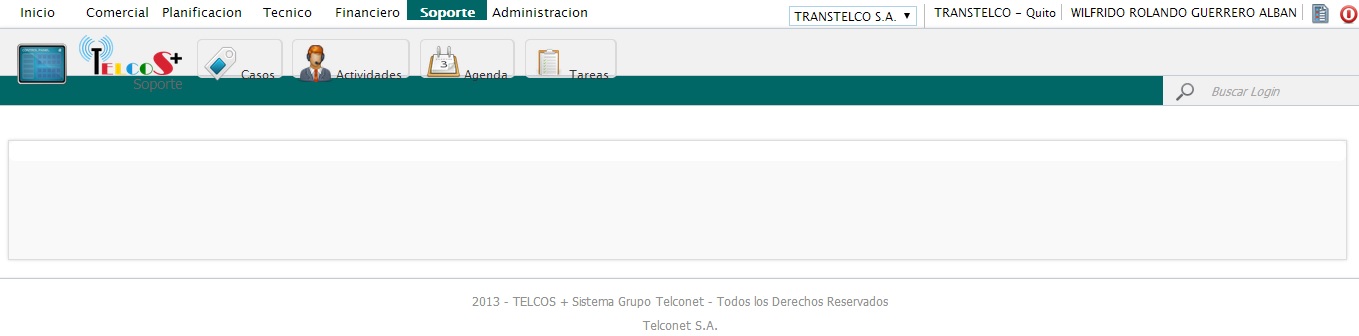 Inicio Comercial Planificacion Tecnico Financiero Soporte Administracion TRANSTELCO S.A. TRANSTELCO - Quito WILFRIDO ROLANDO GUERRERO ALBAN
TELCOS+ Casos Actividades 3 Agenda Tareas
Soporte
Buscar Login
2013 - TELCOS + Sistema Grupo Telconet - Todos los Derechos Reservados
Telconet S.A.